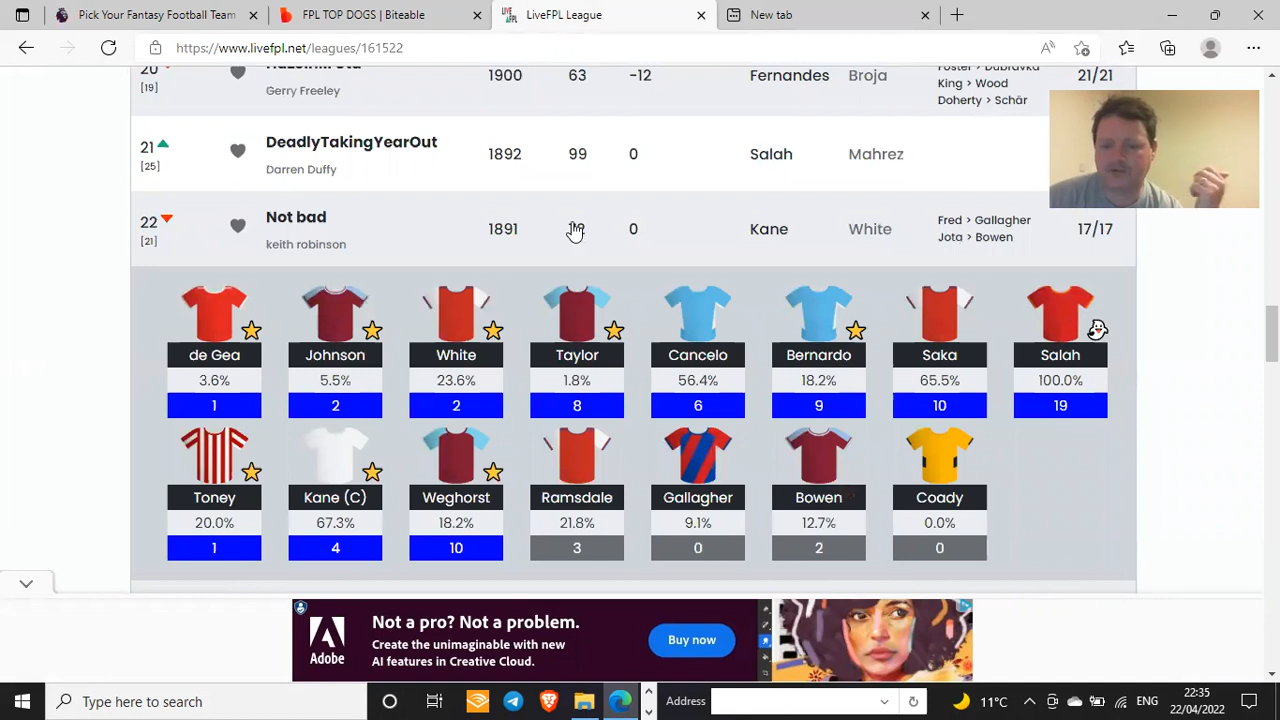 Pick Your Fantasy Football Team
FPL TOP DOGS | Biteable
LiveFPL League
New tab
https://www.livefpl.net/leagues/161522
20
[19]
Gerry Freeley
1900
63
-12
Fernandes
Broja
King > Wood
Doherty > Schär
21/21
21
[25]
DeadlyTakingYearOut
Darren Duffy
1892
99
0
Salah
Mahrez
22
[21]
Not bad
keith robinson
1891
0
Kane
White
Fred > Gallagher
Jota > Bowen
17/17
de Gea Johnson White Taylor Cancelo Bernardo Saka Salah
3.6% 5.5% 23.6% 1.8% 56.4% 18.2% 65.5% 100.0%
1 2 2 8 6 9 10 19
Toney Kane (C) Weghorst Ramsdale Gallagher Bowen Coady
20.0% 67.3% 18.2% 21.8% 9.1% 12.7% 0.0%
1 4 10 3 0 2 0
Adobe
Not a pro? Not a problem.
Create the unimaginable with new
AI features in Creative Cloud.
Buy now
Type here to search
Address
11°C
ENG
22:35
22/04/2022